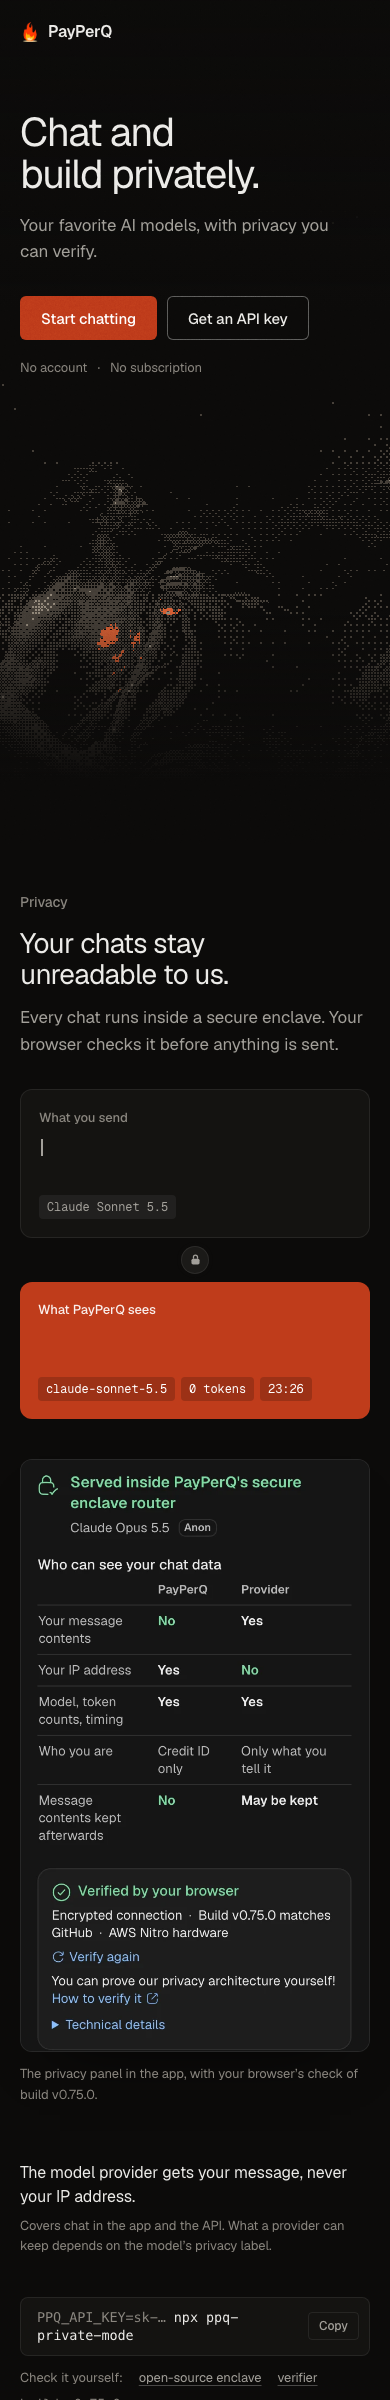 PayPerQ
Chat and
build privately.
Your favorite AI models, with privacy you
can verify.
Start chatting
Get an API key
No account · No subscription
Privacy
Your chats stay
unreadable to us.
Every chat runs inside a secure enclave. Your
browser checks it before anything is sent.
What you send
Claude Sonnet 5.5
What PayPerQ sees
claude-sonnet-5.5 0 tokens 23:26
Served inside PayPerQ's secure
enclave router
Claude Opus 5.5 Anon
Who can see your chat data
PayPerQ Provider
Your message
contents No Yes
Your IP address Yes No
Model, token
counts, timing Yes Yes
Who you are Credit ID
only Only what you
tell it
Message
contents kept
afterwards No May be kept
Verified by your browser
Encrypted connection · Build v0.75.0 matches
GitHub · AWS Nitro hardware
Verify again
You can prove our privacy architecture yourself!
How to verify it
Technical details
The privacy panel in the app, with your browser's check of
build v0.75.0.
The model provider gets your message, never
your IP address.
Covers chat in the app and the API. What a provider can
keep depends on the model's privacy label.
PPQ_API_KEY=sk-… npx ppq-
private-mode
Copy
Check it yourself: open-source enclave verifier